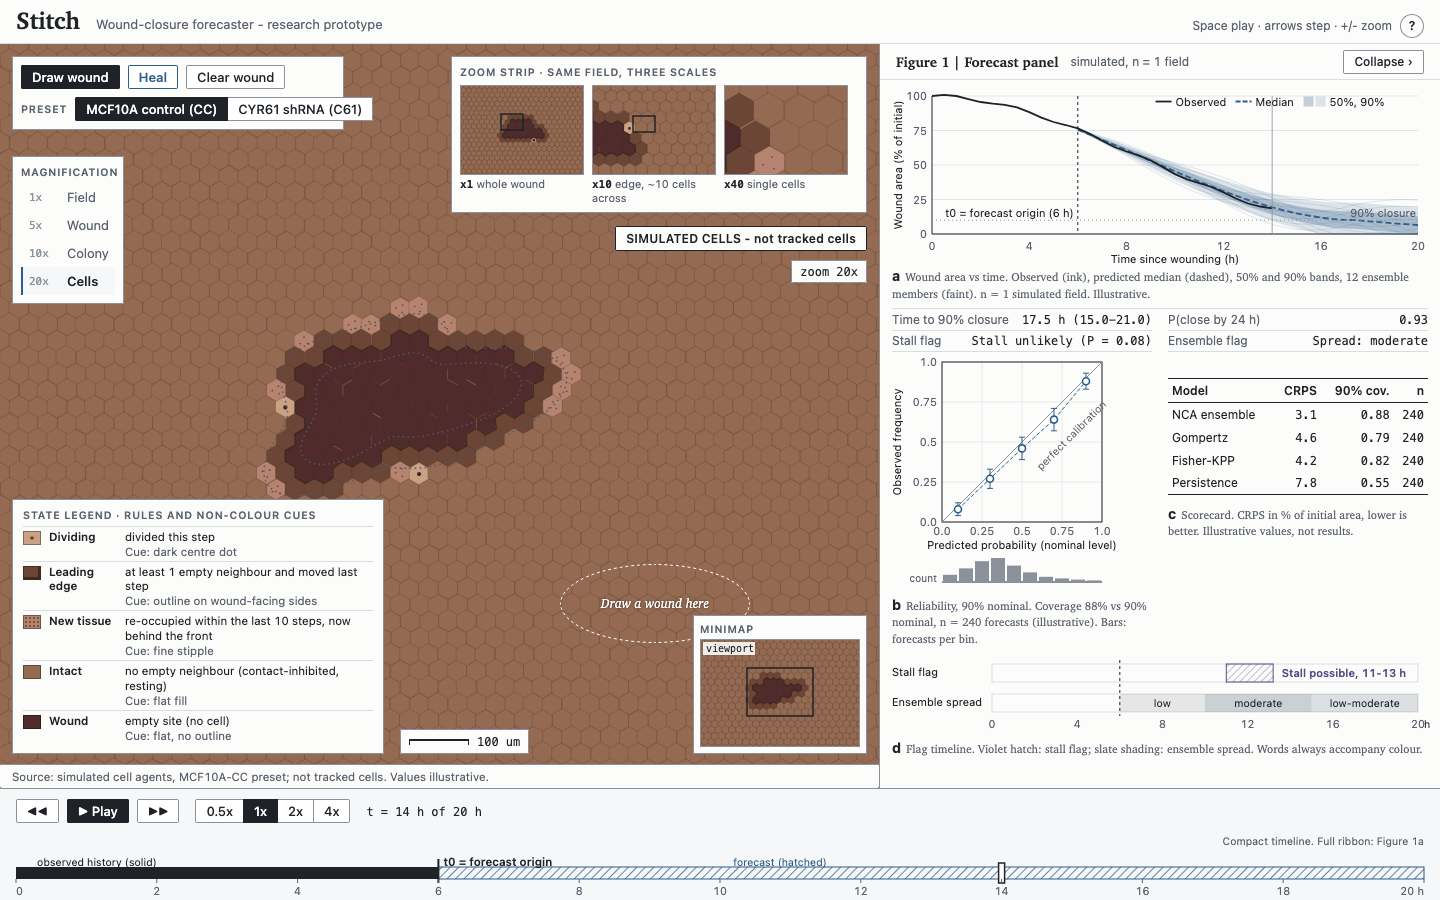 Stitch
Wound-closure forecaster - research prototype
Space play · arrows step · +/- zoom
?
Draw wound
Heal
Clear wound
PRESET
MCF10A control (CC)
CYR61 shRNA (C61)
MAGNIFICATION
1x Field
5x Wound
10x Colony
20x Cells
ZOOM STRIP · SAME FIELD, THREE SCALES
x1 whole wound
x10 edge, ~10 cells
across
x40 single cells
SIMULATED CELLS - not tracked cells
zoom 20x
STATE LEGEND · RULES AND NON-COLOUR CUES
Dividing
divided this step
Cue: dark centre dot
Leading
edge
at least 1 empty neighbour and moved last
step
Cue: outline on wound-facing sides
New tissue
re-occupied within the last 10 steps, now
behind the front
Cue: fine stipple
Intact
no empty neighbour (contact-inhibited,
resting)
Cue: flat fill
Wound
empty site (no cell)
Cue: flat, no outline
Draw a wound here
100 um
MINIMAP
viewport
Source: simulated cell agents, MCF10A-CC preset; not tracked cells. Values illustrative.
Figure 1 | Forecast panel
simulated, n = 1 field
Collapse ›
Wound area (% of initial)
100
75
50
25
0
Observed
Median
50%, 90%
t0 = forecast origin (6 h)
90% closure
0 4 8 12 16 20
Time since wounding (h)
a Wound area vs time. Observed (ink), predicted median (dashed), 50% and 90% bands, 12 ensemble
members (faint). n = 1 simulated field. Illustrative.
Time to 90% closure 17.5 h (15.0–21.0)
P(close by 24 h) 0.93
Stall flag Stall unlikely (P = 0.08)
Ensemble flag Spread: moderate
Observed frequency
1.0
0.75
0.5
0.25
0.0
perfect calibration
0.0 0.25 0.5 0.75 1.0
Predicted probability (nominal level)
count
b Reliability, 90% nominal. Coverage 88% vs 90%
nominal, n = 240 forecasts (illustrative). Bars:
forecasts per bin.
Model CRPS 90% cov. n
NCA ensemble 3.1 0.88 240
Gompertz 4.6 0.79 240
Fisher-KPP 4.2 0.82 240
Persistence 7.8 0.55 240
c Scorecard. CRPS in % of initial area, lower is
better. Illustrative values, not results.
Stall flag
Stall possible, 11-13 h
Ensemble spread
low
moderate
low-moderate
0 4 8 12 16 20h
d Flag timeline. Violet hatch: stall flag; slate shading: ensemble spread. Words always accompany colour.
◀◀
▶ Play
▶▶
0.5x
1x
2x
4x
t = 14 h of 20 h
Compact timeline. Full ribbon: Figure 1a
observed history (solid)
t0 = forecast origin
forecast (hatched)
0 2 4 6 8 10 12 14 16 18 20 h